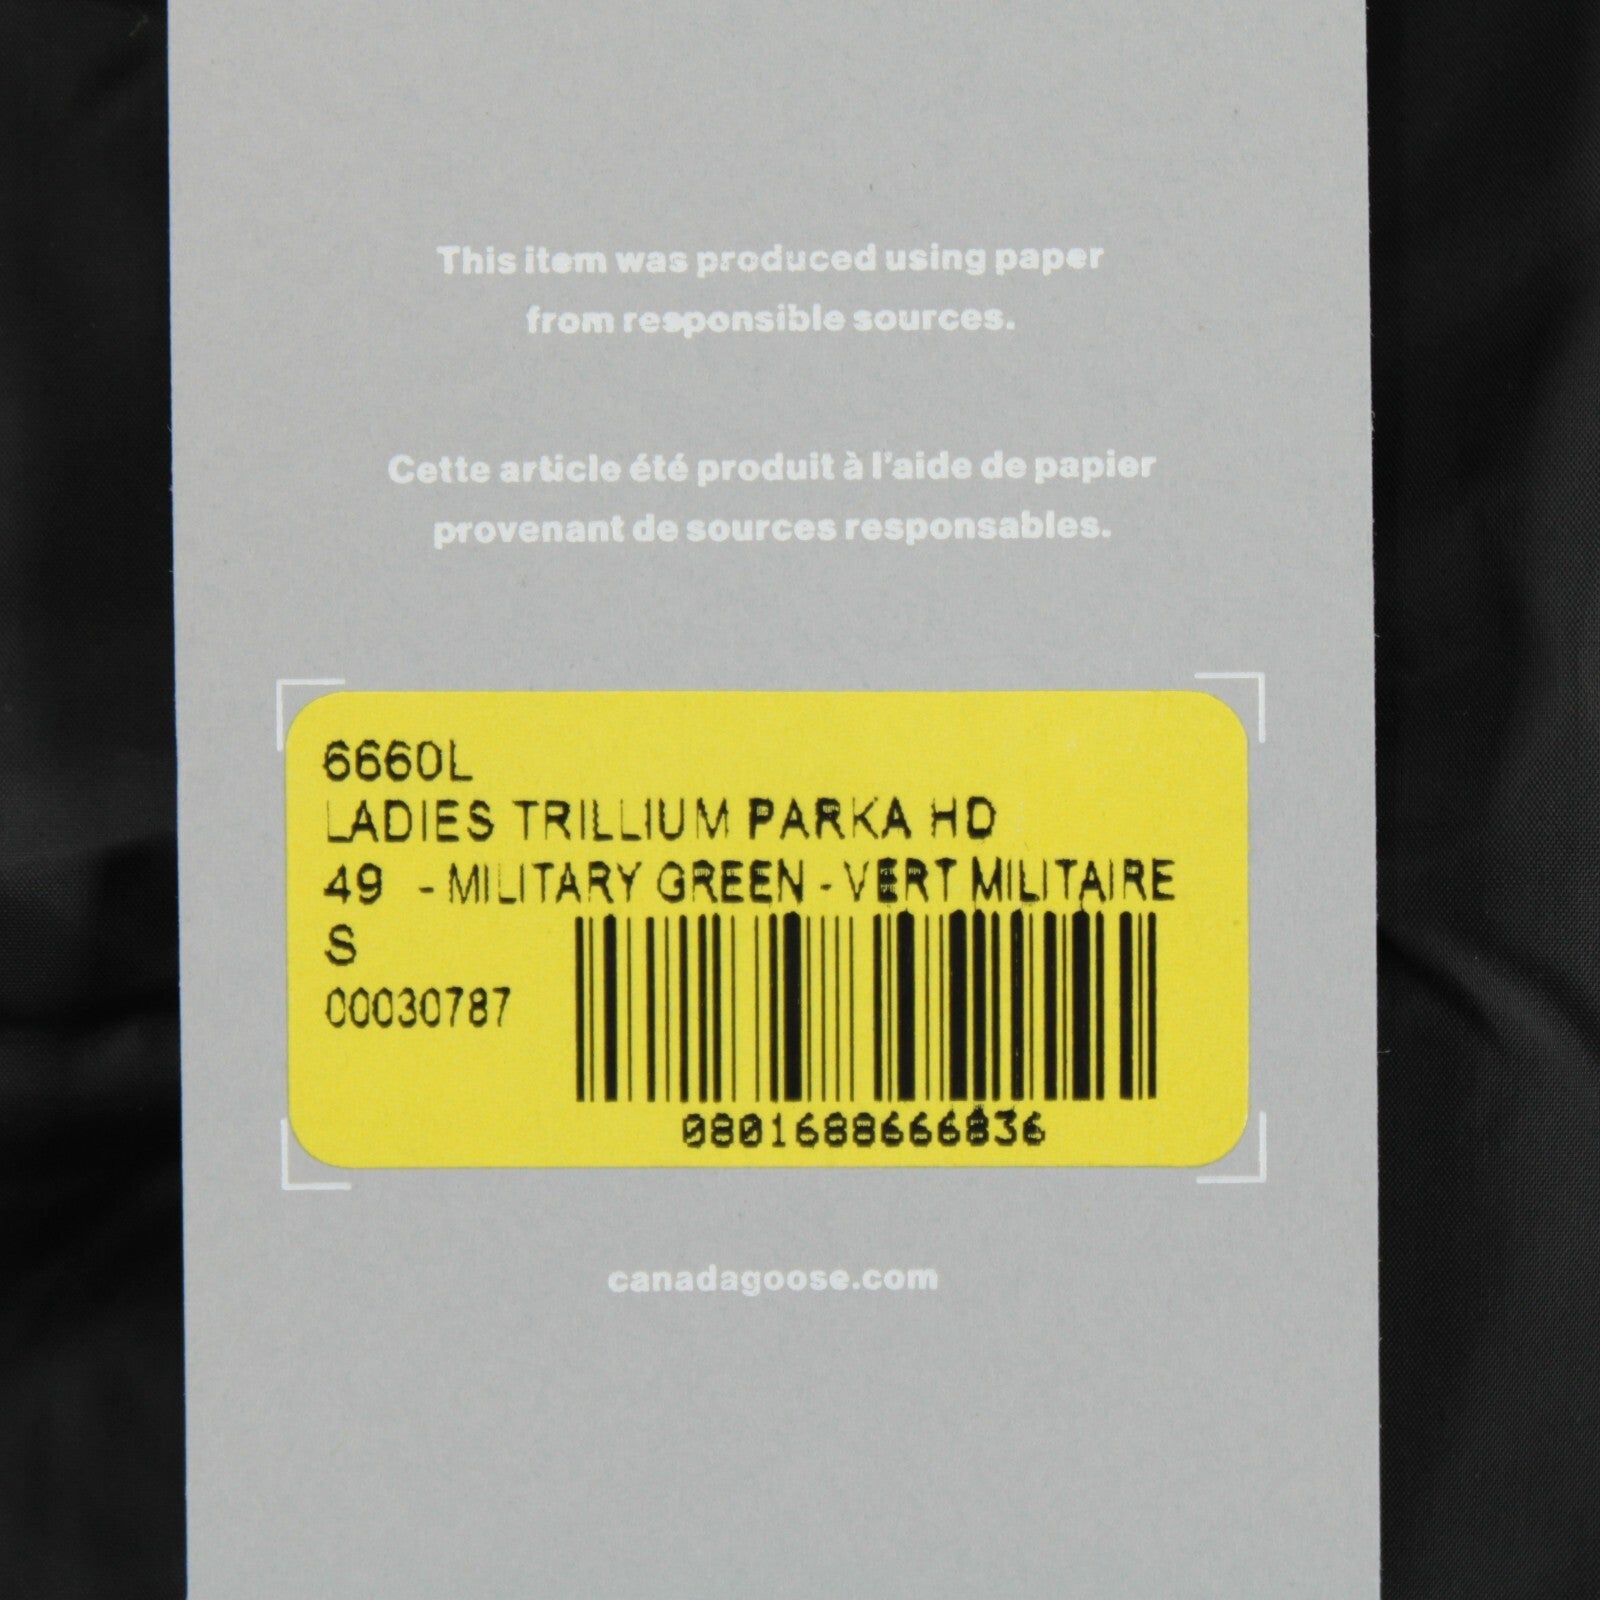 This item was produced using paper
from responsible sources.
Cette article été produit à l'aide de papier
provenant de sources responsables.
6660L
LADIES TRILLIUM PARKA HD
49 - MILITARY GREEN - VERT MILITAIRE
S
00030787
0801688666836
canadagoose.com